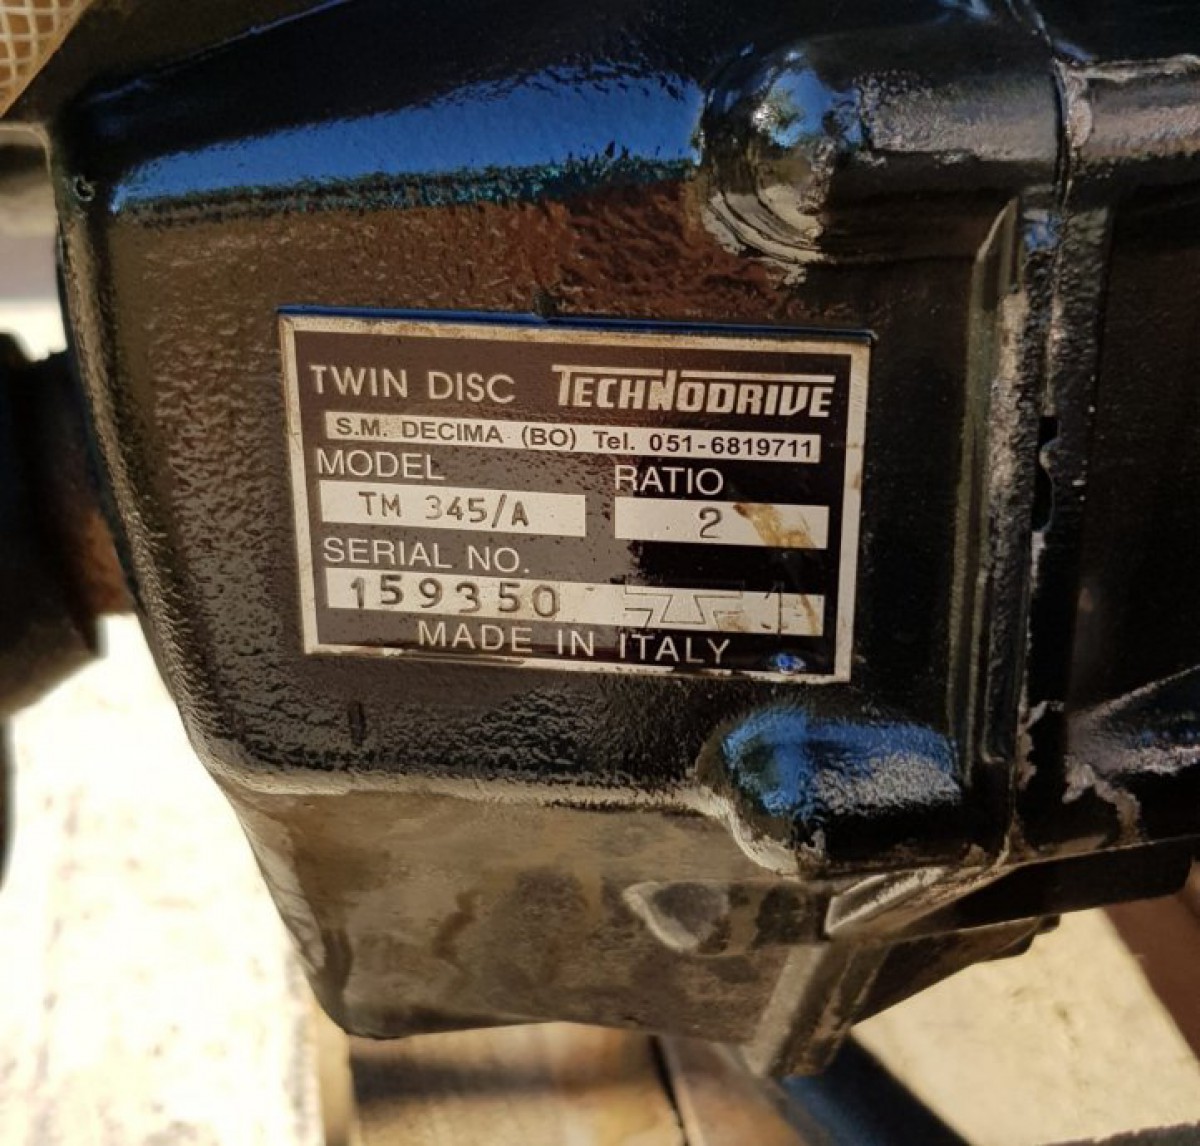 TWIN DISC TECHNODRIVE
S.M. DECIMA (BO) Tel. 051-6819711
MODEL RATIO
TM 345/A 2
SERIAL NO.
159350
MADE IN ITALY